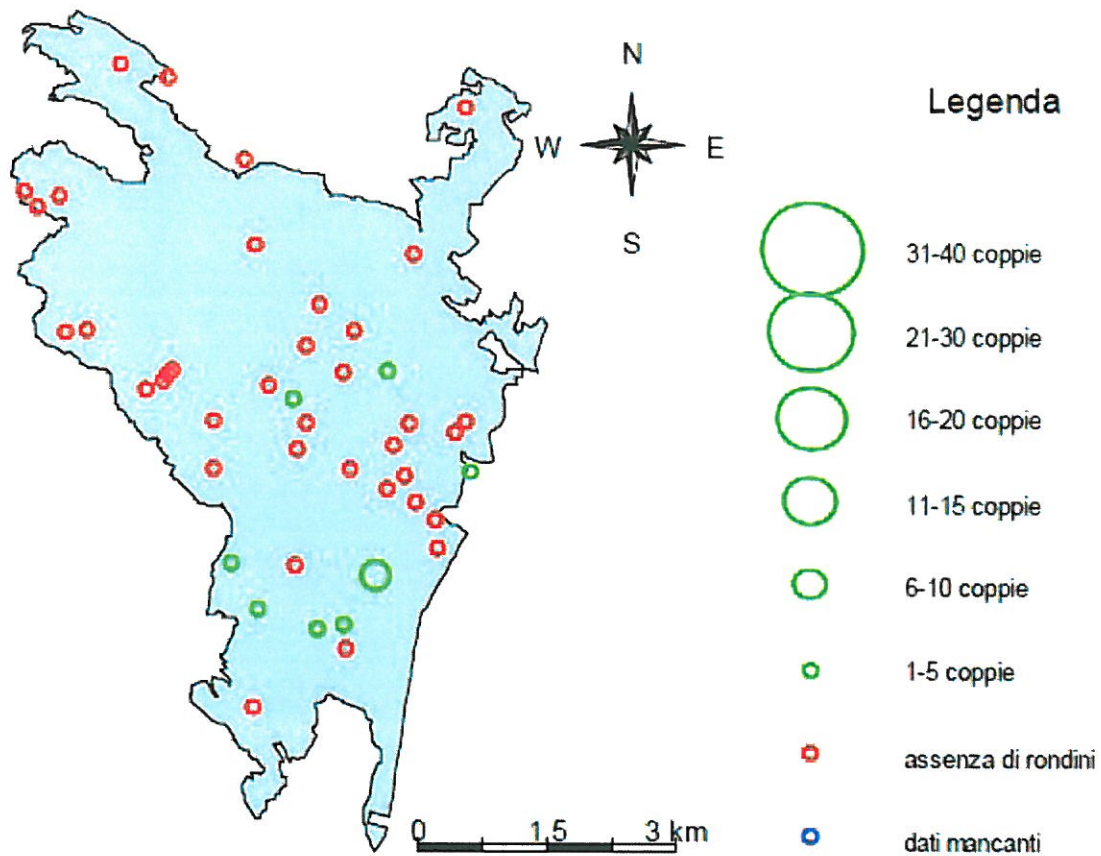 N
W E
S
Legenda
31-40 coppie
21-30 coppie
16-20 coppie
11-15 coppie
6-10 coppie
1-5 coppie
assenza di rondini
dati mancanti
0 1,5 3 km